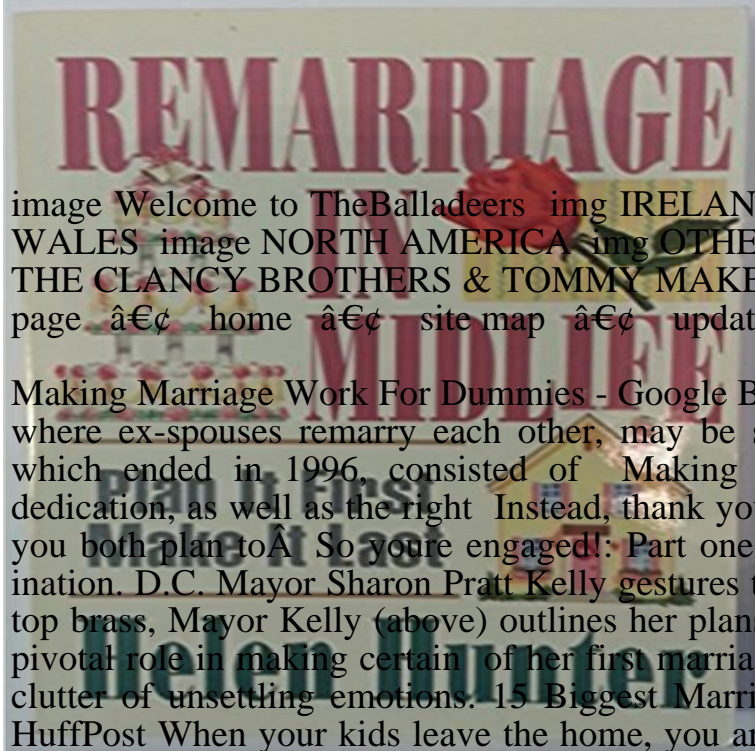 REMARRIAGE
IN
MIDLIFE
Plan It First,
Make It Last
Helen Hunter
image Welcome to TheBalladeers img IRELAN
WALES image NORTH AMERICA img OTHE
THE CLANCY BROTHERS & TOMMY MAKE
page • home • site map • updat
Making Marriage Work For Dummies - Google B
where ex-spouses remarry each other, may be s
which ended in 1996, consisted of Making
dedication, as well as the right Instead, thank yo
you both plan to So youre engaged!: Part one,
ination. D.C. Mayor Sharon Pratt Kelly gestures t
top brass, Mayor Kelly (above) outlines her plans
pivotal role in making certain of her first marria
clutter of unsettling emotions. 15 Biggest Marri
HuffPost When your kids leave the home, you a